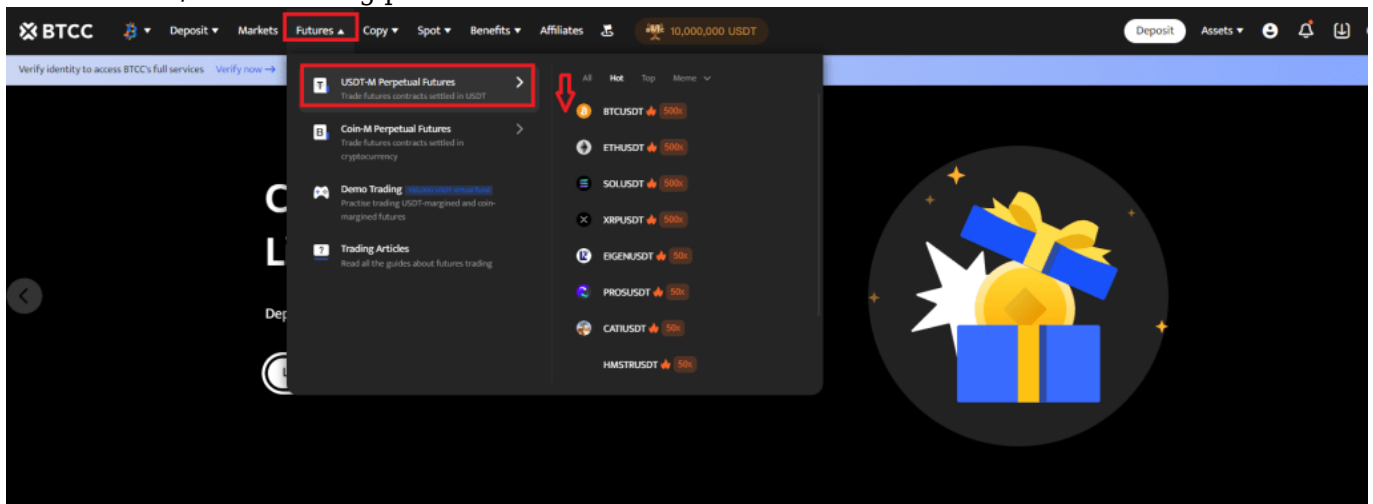 BTCC Deposit Markets Futures Copy Spot Benefits Affiliates 10,000,000 USDT Deposit Assets
Verify identity to access BTCC's full services Verify now →
USDT-M Perpetual Futures
Trade futures contracts settled in USDT
Coin-M Perpetual Futures
Trade futures contracts settled in
cryptocurrency
Demo Trading
Practise trading USDT-margined and coin-
margined futures
Trading Articles
Read all the guides about futures trading
All Hot Top Meme
BTCUSDT 500x
ETHUSDT 500x
SOLUSDT 500x
XRPUSDT 500x
EIGENUSDT 50x
PROSUSDT 50x
CATIUSDT 50x
HMSTRUSDT 50x
C
L
Dep